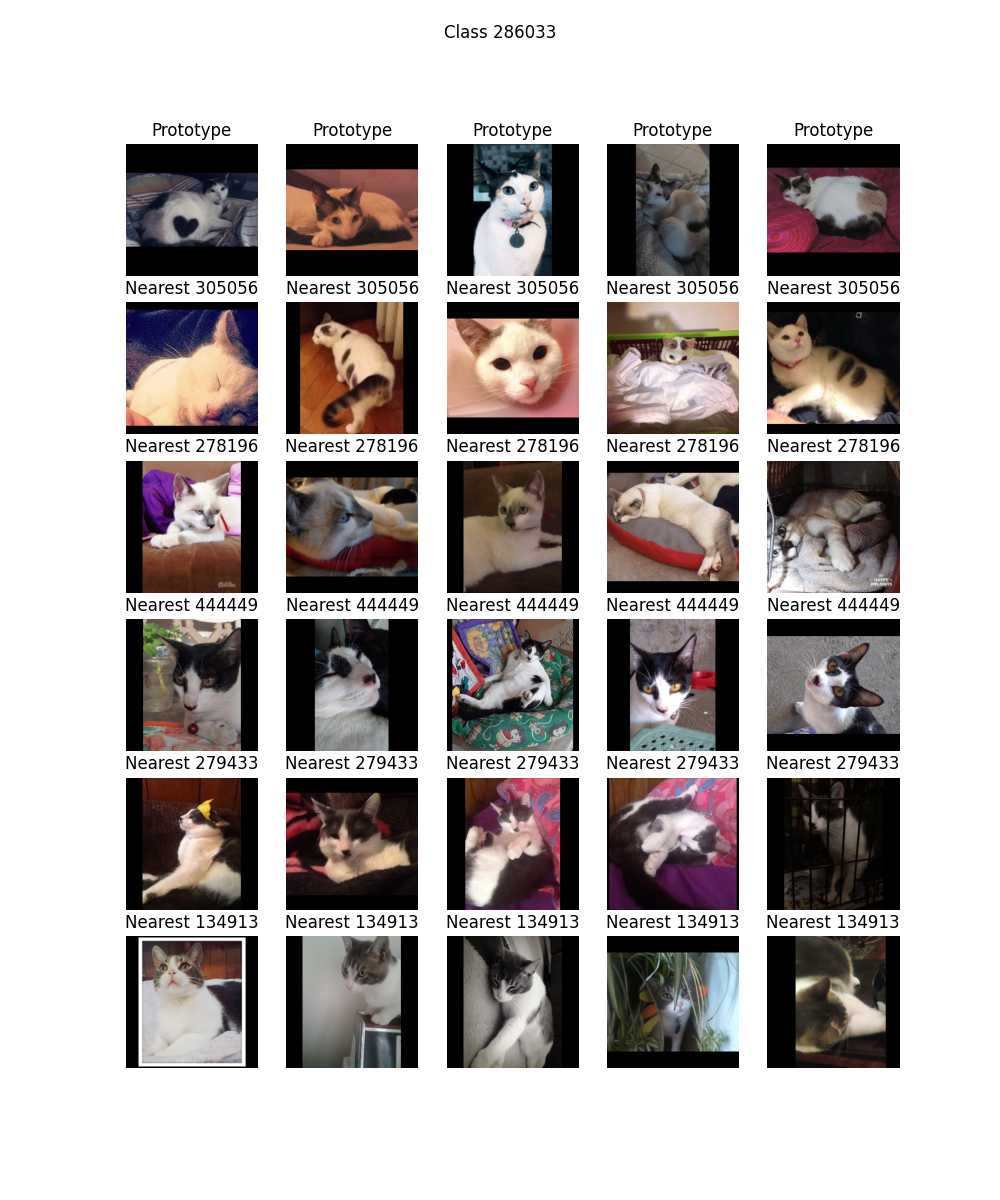 Class 286033
Prototype Prototype Prototype Prototype Prototype
Nearest 305056 Nearest 305056 Nearest 305056 Nearest 305056 Nearest 305056
Nearest 278196 Nearest 278196 Nearest 278196 Nearest 278196 Nearest 278196
Nearest 444449 Nearest 444449 Nearest 444449 Nearest 444449 Nearest 444449
Nearest 279433 Nearest 279433 Nearest 279433 Nearest 279433 Nearest 279433
Nearest 134913 Nearest 134913 Nearest 134913 Nearest 134913 Nearest 134913